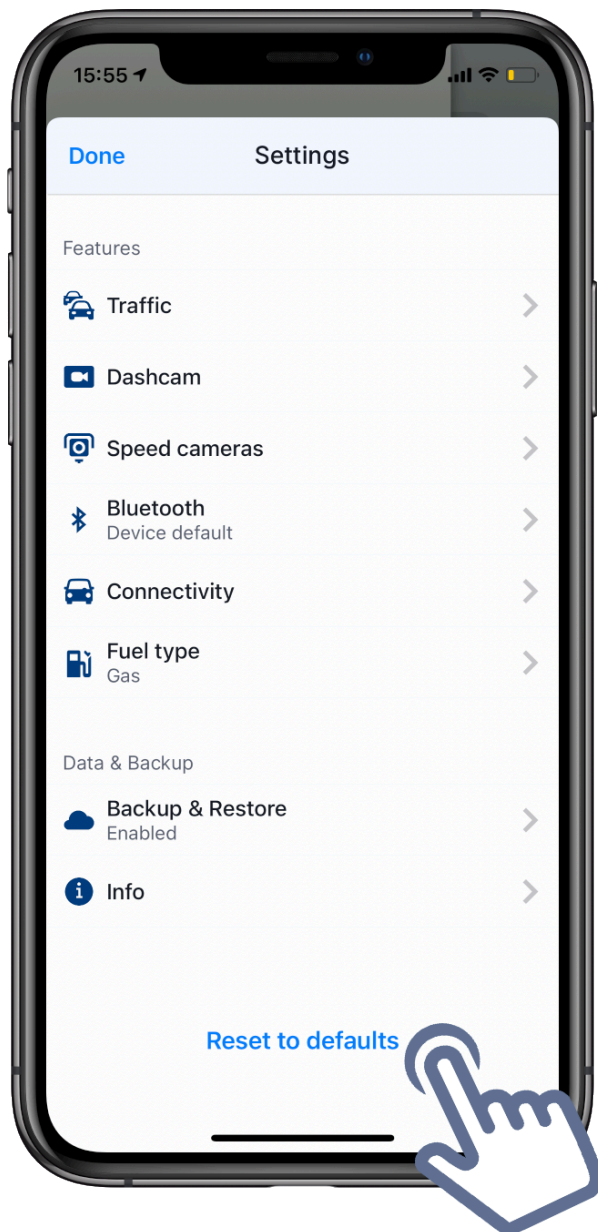 15:55
Done
Settings
Features
Traffic
Dashcam
Speed cameras
Bluetooth
Device default
Connectivity
Fuel type
Gas
Data & Backup
Backup & Restore
Enabled
Info
Reset to defaults